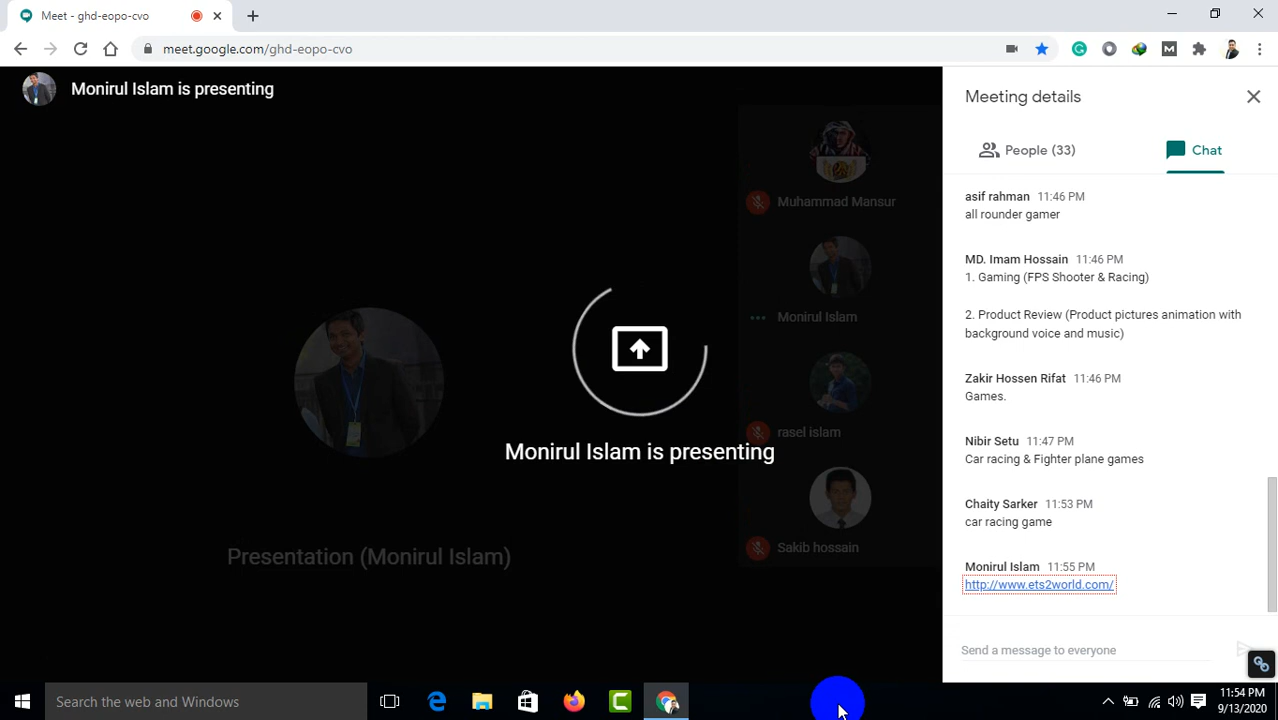 Meet - ghd-eopo-cvo
meet.google.com/ghd-eopo-cvo
Monirul Islam is presenting
Muhammad Mansur
Monirul Islam
rasel islam
Sakib hossain
Monirul Islam is presenting
Presentation (Monirul Islam)
Meeting details
People (33)
Chat
asif rahman 11:46 PM
all rounder gamer
MD. Imam Hossain 11:46 PM
1. Gaming (FPS Shooter & Racing)
2. Product Review (Product pictures animation with
background voice and music)
Zakir Hossen Rifat 11:46 PM
Games.
Nibir Setu 11:47 PM
Car racing & Fighter plane games
Chaity Sarker 11:53 PM
car racing game
Monirul Islam 11:55 PM
http://www.ets2world.com/
Send a message to everyone
Search the web and Windows
11:54 PM
9/13/2020